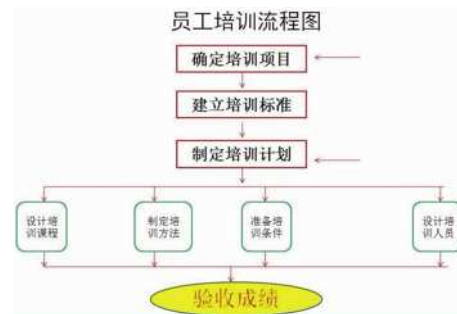 员工培训流程图
确定培训项目
建立培训标准
制定培训计划
设计培
训课程
制定培
训方法
准备培
训条件
设计培
训人员
验收成绩